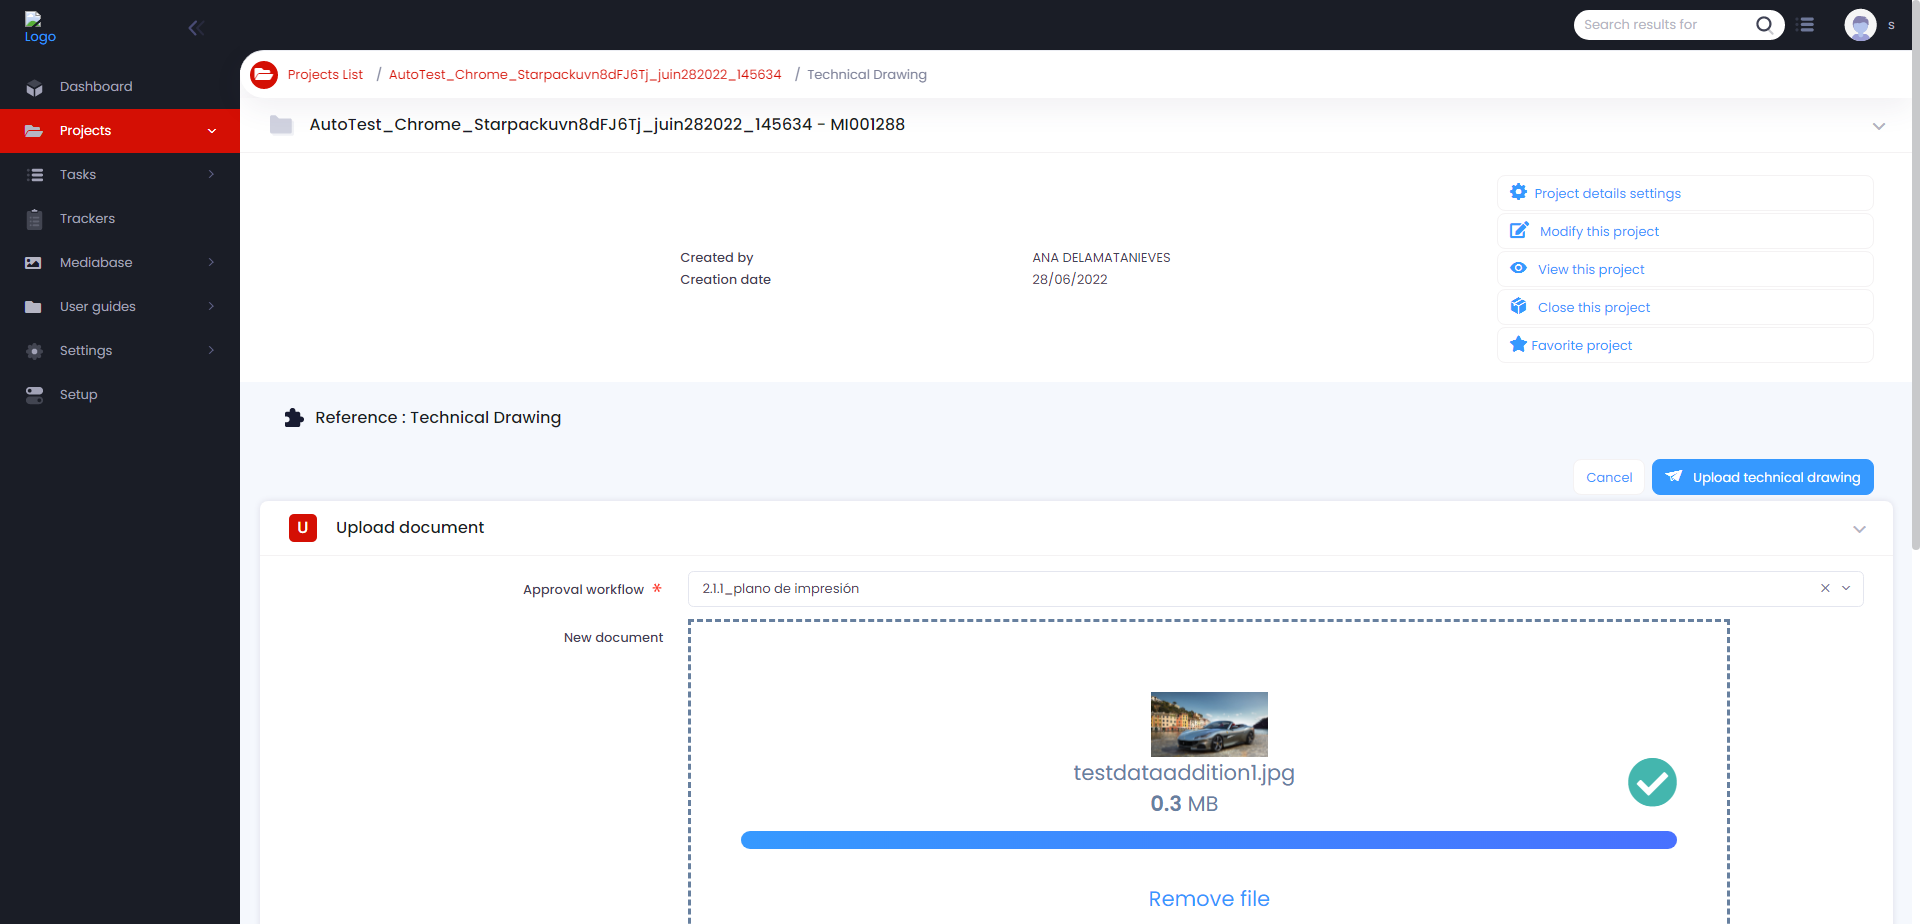 Logo
Search results for
s
Dashboard
Projects
Tasks
Trackers
Mediabase
User guides
Settings
Setup
Projects List / AutoTest_Chrome_Starpackuvn8dFJ6Tj_juin282022_145634 / Technical Drawing
AutoTest_Chrome_Starpackuvn8dFJ6Tj_juin282022_145634 - MI001288
Created by ANA DELAMATANIEVES
Creation date 28/06/2022
Project details settings
Modify this project
View this project
Close this project
Favorite project
Reference : Technical Drawing
Cancel
Upload technical drawing
U Upload document
Approval workflow * 2.1.1_plano de impresión
New document
testdataaddition1.jpg
0.3 MB
Remove file